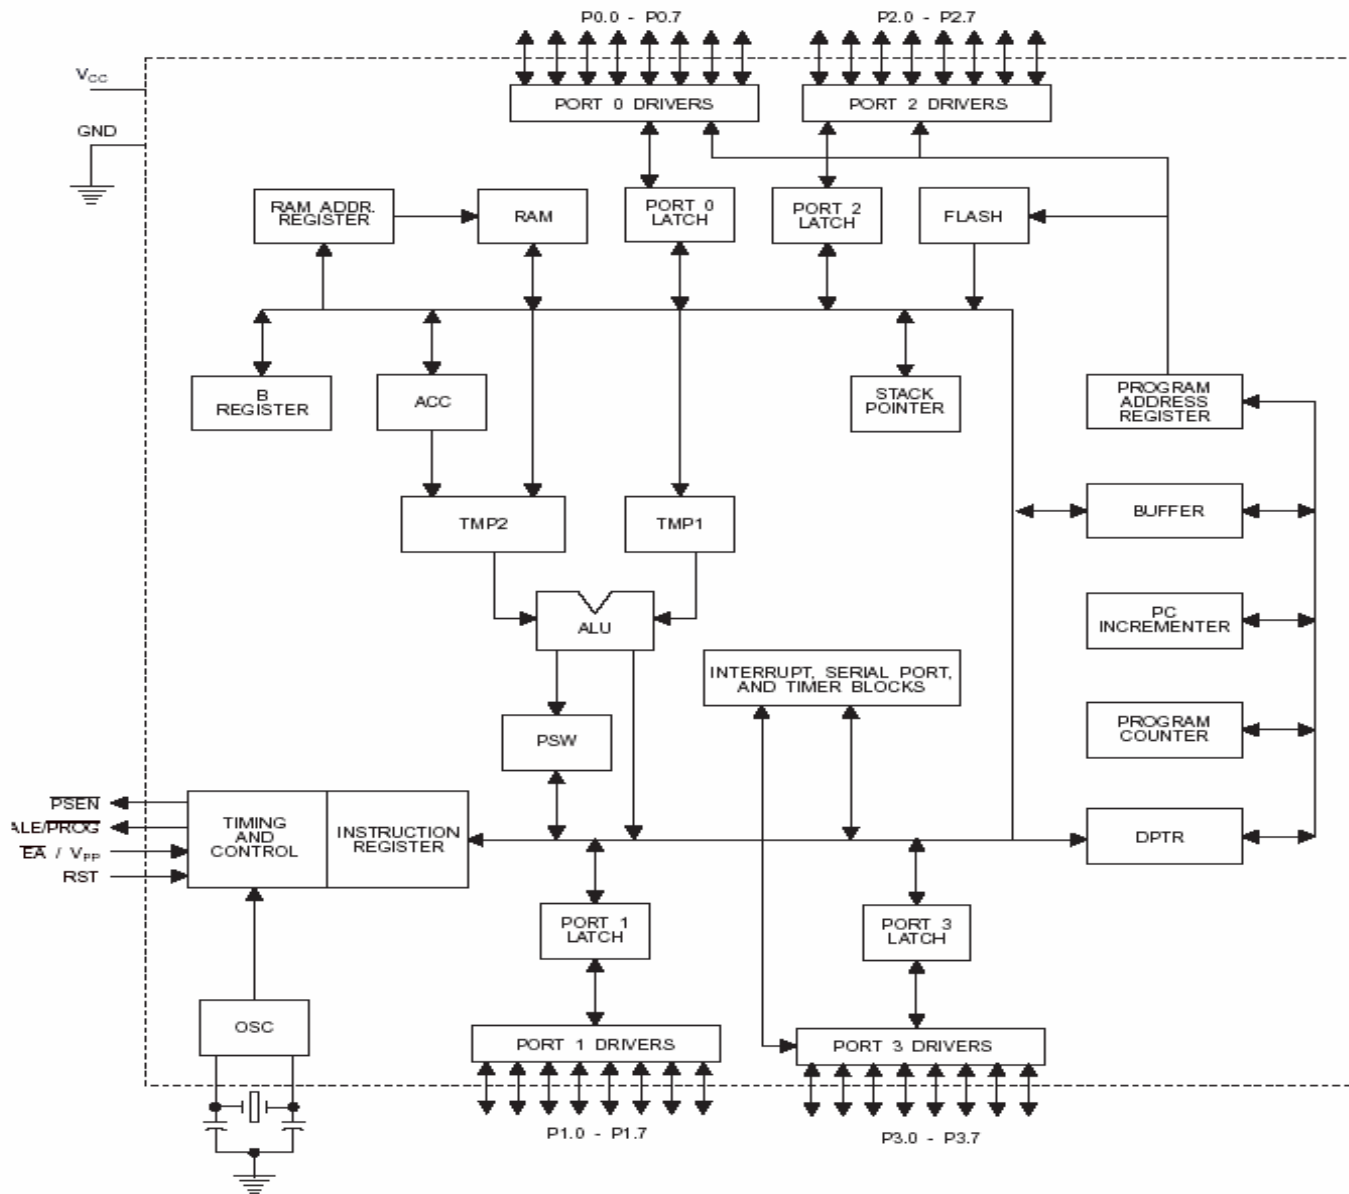 P0.0 - P0.7
P2.0 - P2.7
VCC
GND
PORT 0 DRIVERS
PORT 2 DRIVERS
RAM ADDR.
REGISTER
RAM
PORT 0
LATCH
PORT 2
LATCH
FLASH
B
REGISTER
ACC
STACK
POINTER
PROGRAM
ADDRESS
REGISTER
TMP2
TMP1
BUFFER
ALU
PC
INCREMENTER
INTERRUPT, SERIAL PORT,
AND TIMER BLOCKS
PSW
PROGRAM
COUNTER
PSEN
ALE/PROG
EA / VPP
RST
TIMING
AND
CONTROL
INSTRUCTION
REGISTER
DPTR
PORT 1
LATCH
PORT 3
LATCH
OSC
PORT 1 DRIVERS
PORT 3 DRIVERS
P1.0 - P1.7
P3.0 - P3.7